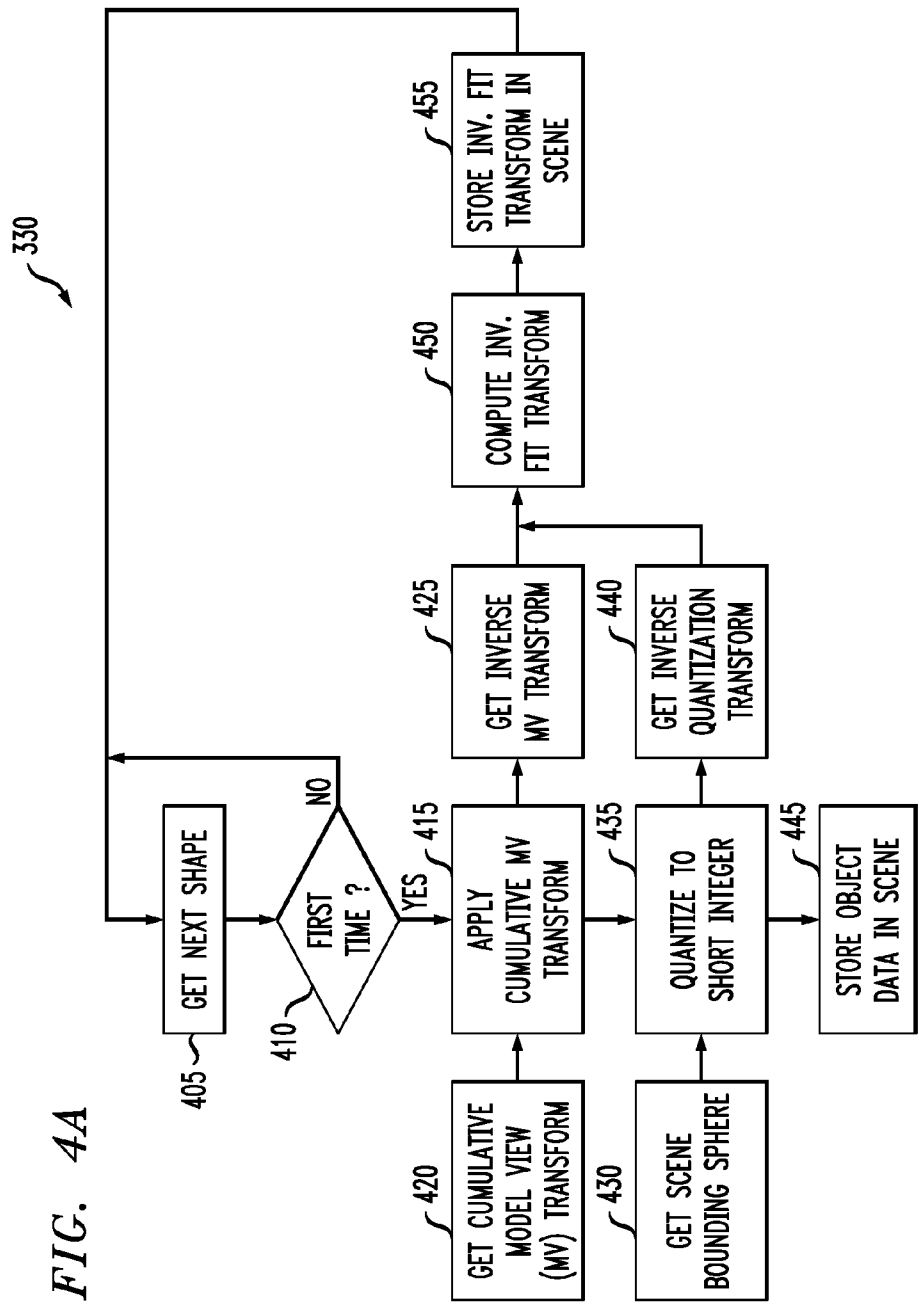 FIG. 4A
330
GET NEXT SHAPE
405
FIRST
TIME ?
410
NO
YES
GET CUMULATIVE
MODEL VIEW
(MV) TRANSFORM
420
APPLY
CUMULATIVE MV
TRANSFORM
415
GET INVERSE
MV TRANSFORM
425
COMPUTE INV.
FIT TRANSFORM
450
STORE INV. FIT
TRANSFORM IN
SCENE
455
GET SCENE
BOUNDING SPHERE
430
QUANTIZE TO
SHORT INTEGER
435
GET INVERSE
QUANTIZATION
TRANSFORM
440
STORE OBJECT
DATA IN SCENE
445